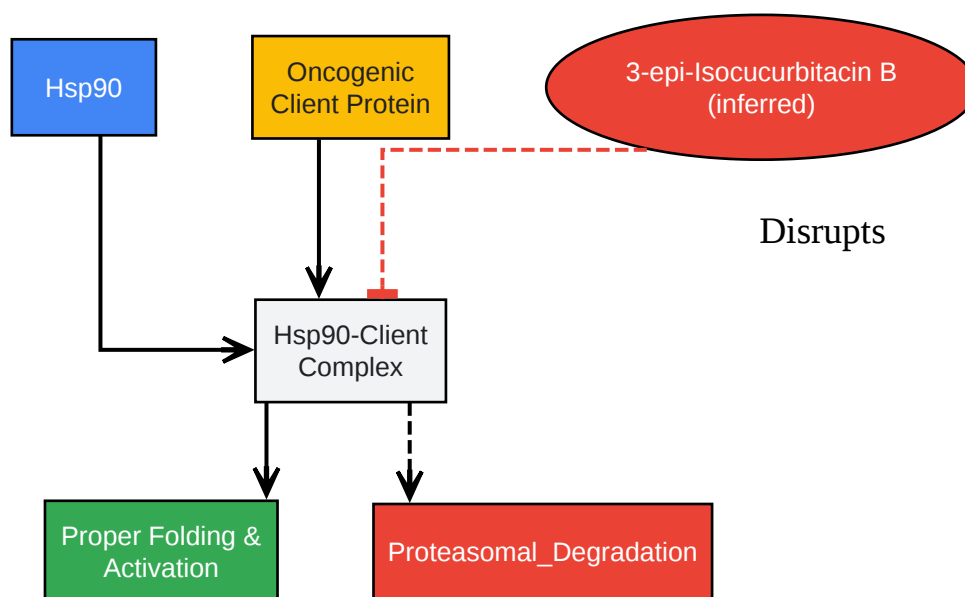 Hsp90
Oncogenic
Client Protein
3-epi-Isocucurbitacin B
(inferred)
Disrupts
Hsp90-Client
Complex
Proper Folding &
Activation
Proteasomal_Degradation